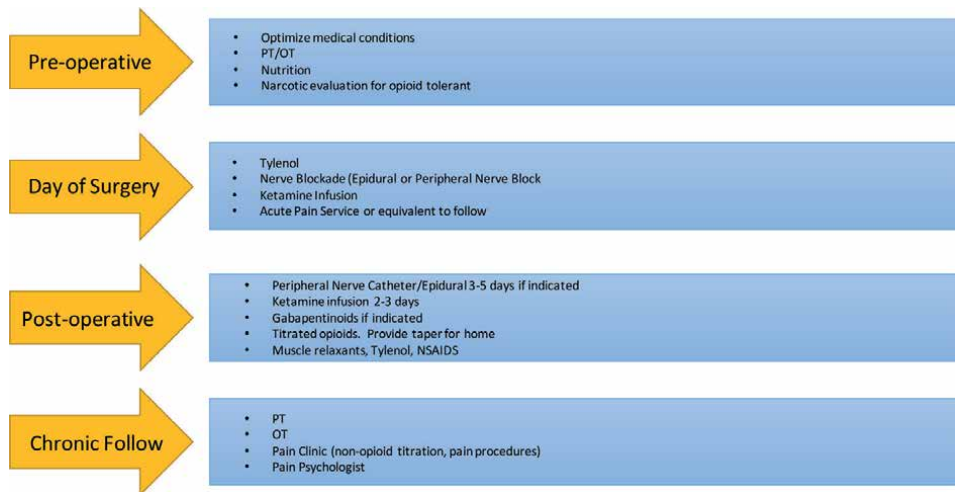 Pre-operative
• Optimize medical conditions
• PT/OT
• Nutrition
• Narcotic evaluation for opioid tolerant
Day of Surgery
• Tylenol
• Nerve Blockade (Epidural or Peripheral Nerve Block
• Ketamine Infusion
• Acute Pain Service or equivalent to follow
Post-operative
• Peripheral Nerve Catheter/Epidural 3-5 days if indicated
• Ketamine infusion 2-3 days
• Gabapentinoids if indicated
• Titrated opioids. Provide taper for home
• Muscle relaxants, Tylenol, NSAIDS
Chronic Follow
• PT
• OT
• Pain Clinic (non-opioid titration, pain procedures)
• Pain Psychologist